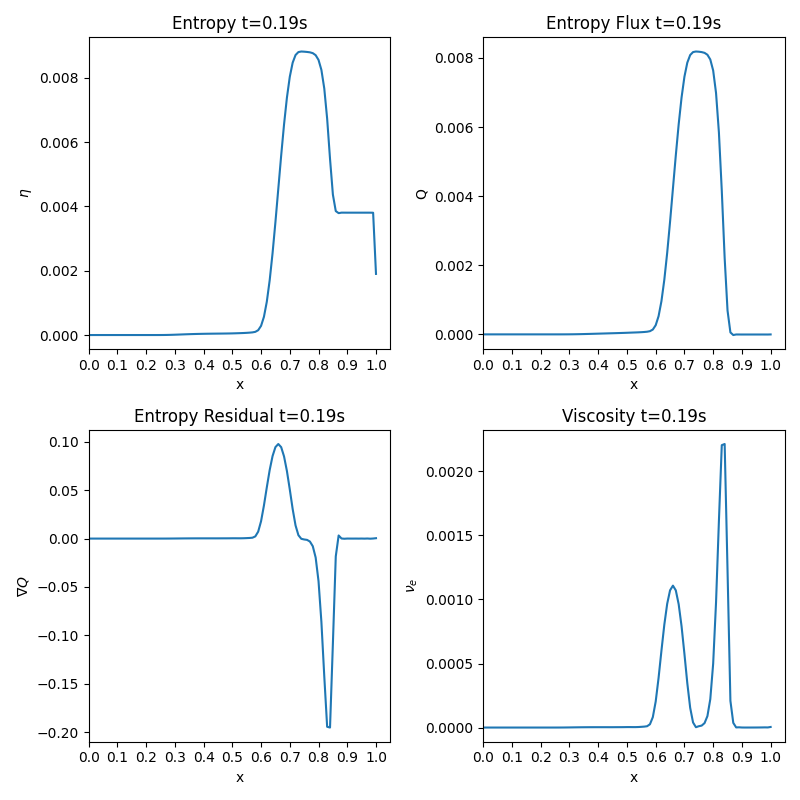 Entropy t=0.19s
0.008
0.006
0.004
0.002
0.000
η
0.0 0.1 0.2 0.3 0.4 0.5 0.6 0.7 0.8 0.9 1.0
x
Entropy Flux t=0.19s
0.008
0.006
0.004
0.002
0.000
Q
0.0 0.1 0.2 0.3 0.4 0.5 0.6 0.7 0.8 0.9 1.0
x
Entropy Residual t=0.19s
0.10
0.05
0.00
−0.05
−0.10
−0.15
−0.20
∇Q
0.0 0.1 0.2 0.3 0.4 0.5 0.6 0.7 0.8 0.9 1.0
x
Viscosity t=0.19s
0.0020
0.0015
0.0010
0.0005
0.0000
νe
0.0 0.1 0.2 0.3 0.4 0.5 0.6 0.7 0.8 0.9 1.0
x